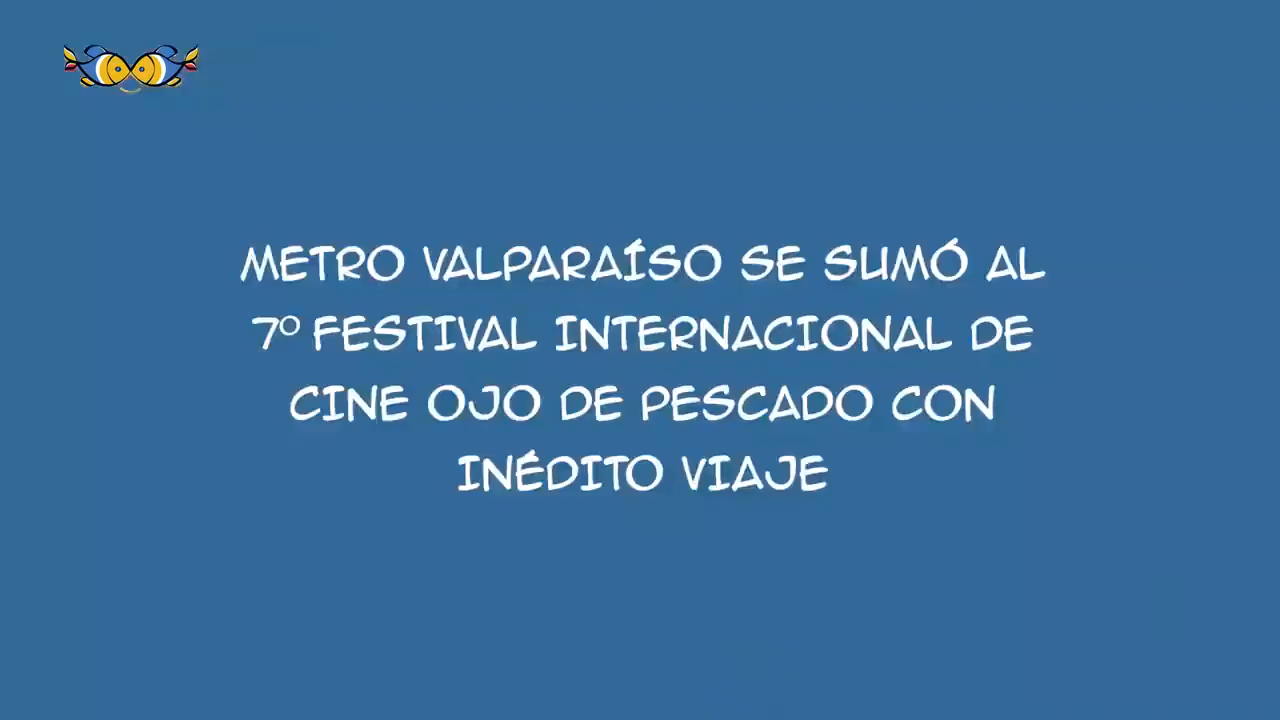 METRO VALPARAÍSO SE SUMÓ AL
7º FESTIVAL INTERNACIONAL DE
CINE OJO DE PESCADO CON
INÉDITO VIAJE